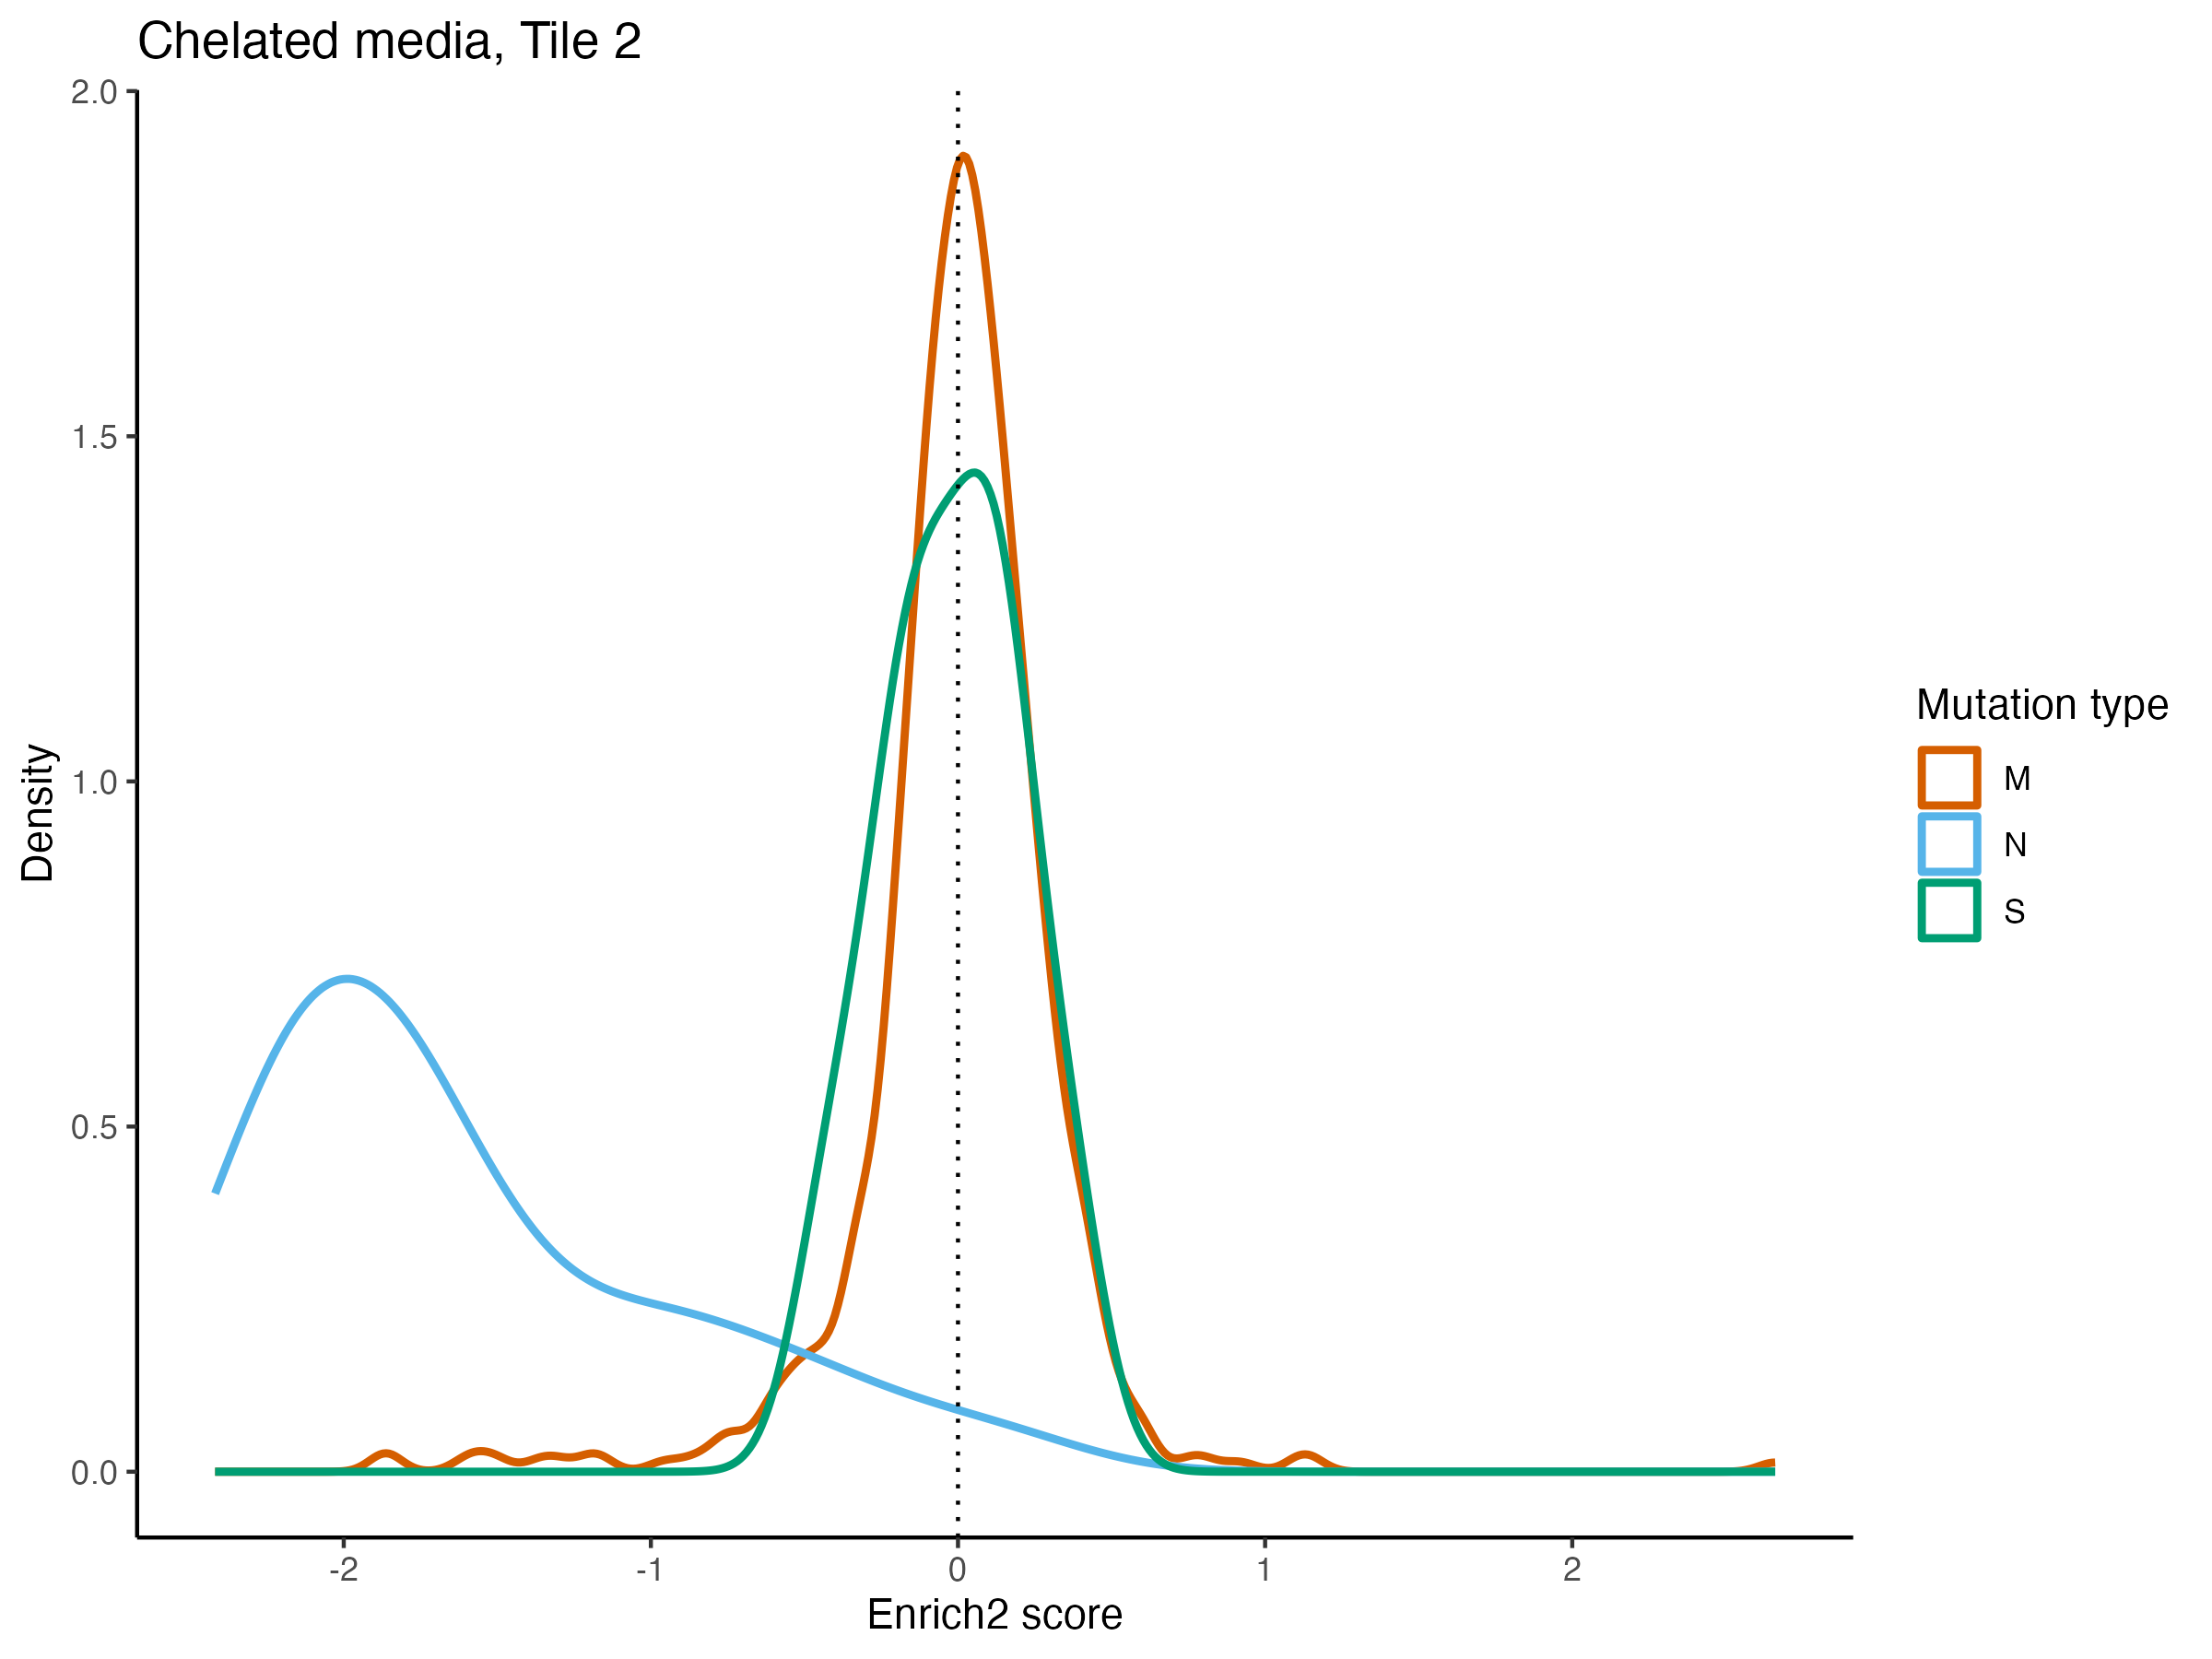 Chelated media, Tile 2
2.0
1.5
1.0
0.5
0.0
Density
-2 -1 0 1 2
Enrich2 score
Mutation type
M
N
S